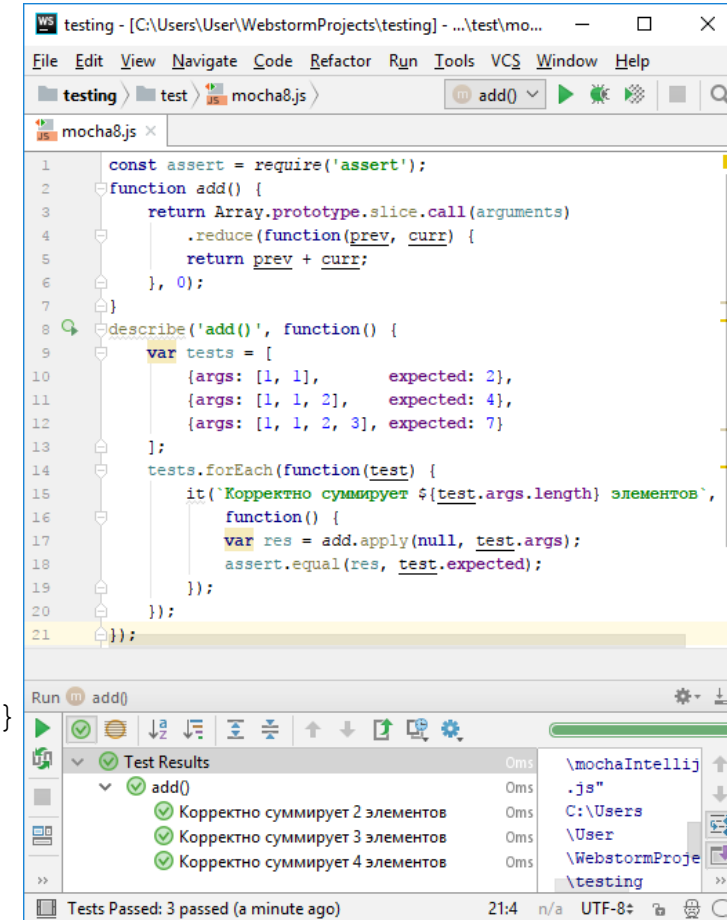 WS testing - [C:\Users\User\WebstormProjects\testing] - ...\test\mo...
File Edit View Navigate Code Refactor Run Tools VCS Window Help
testing test JS mocha8.js m add()
JS mocha8.js
1 const assert = require('assert');
2 function add() {
3     return Array.prototype.slice.call(arguments)
4         .reduce(function(prev, curr) {
5         return prev + curr;
6     }, 0);
7 }
8 describe('add()', function() {
9     var tests = [
10         {args: [1, 1],       expected: 2},
11         {args: [1, 1, 2],    expected: 4},
12         {args: [1, 1, 2, 3], expected: 7}
13     ];
14     tests.forEach(function(test) {
15         it(`Корректно суммирует ${test.args.length} элементов`,
16             function() {
17             var res = add.apply(null, test.args);
18             assert.equal(res, test.expected);
19         });
20     });
21 });
Run m add()
}
Test Results 0ms
add() 0ms
Корректно суммирует 2 элементов 0ms
Корректно суммирует 3 элементов 0ms
Корректно суммирует 4 элементов 0ms
\mochaIntellij
.js"
C:\Users
\User
\WebstormProje
\testing
Tests Passed: 3 passed (a minute ago) 21:4 n/a UTF-8